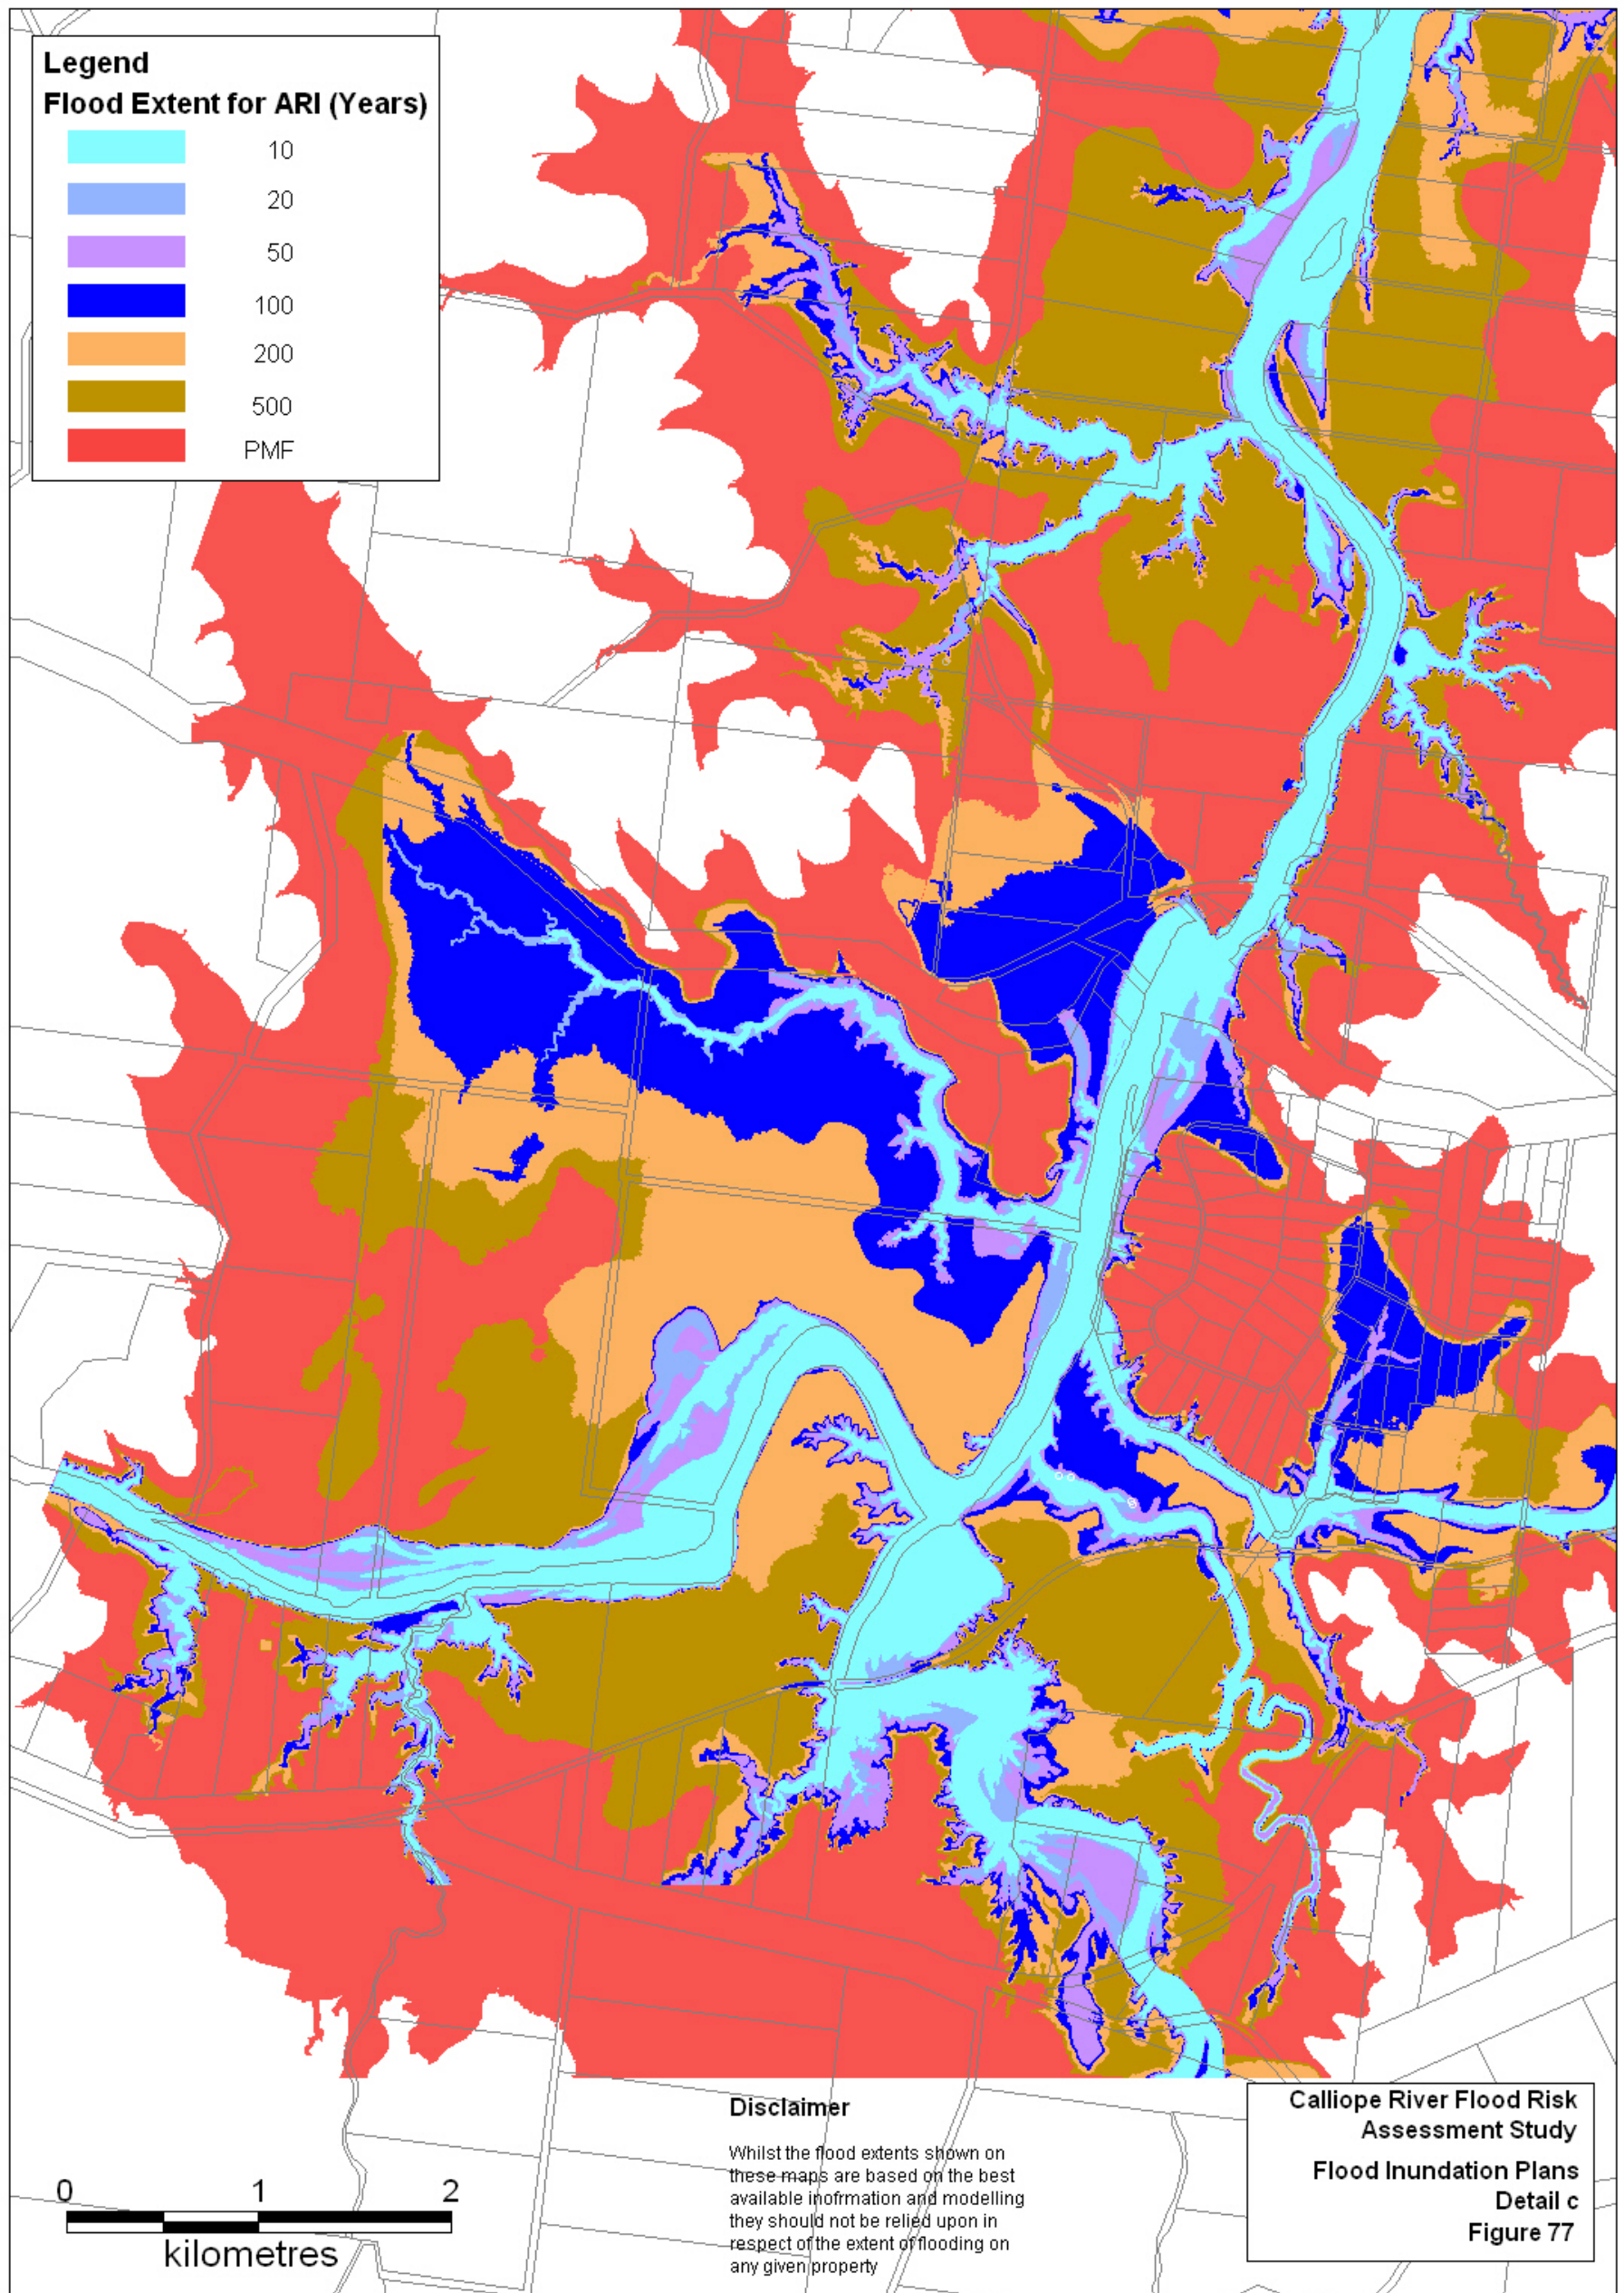 Legend
Flood Extent for ARI (Years)
10
20
50
100
200
500
PMF
Disclaimer
Whilst the flood extents shown on
these maps are based on the best
available inofrmation and modelling
they should not be relied upon in
respect of the extent of flooding on
any given property
0 1 2
kilometres
Calliope River Flood Risk
Assessment Study
Flood Inundation Plans
Detail c
Figure 77